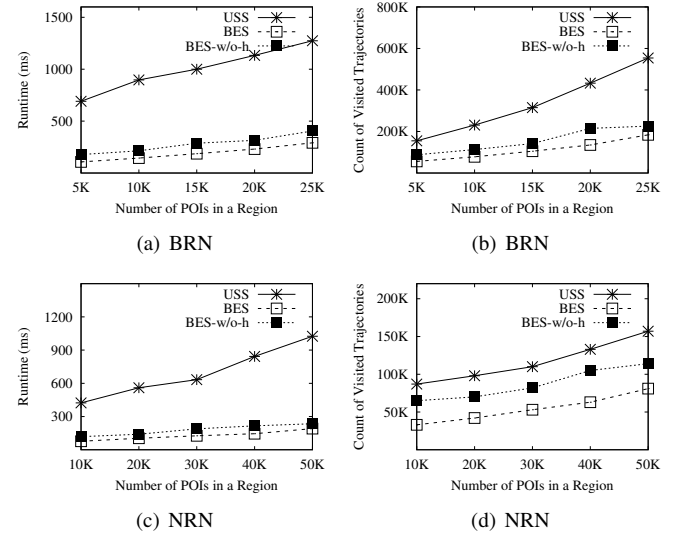 1500
1000
500
Runtime (ms)
USS
BES
BES-w/o-h
5K 10K 15K 20K 25K
Number of POIs in a Region
(a) BRN
800K
600K
400K
200K
Count of Visited Trajectories
USS
BES
BES-w/o-h
5K 10K 15K 20K 25K
Number of POIs in a Region
(b) BRN
1200
900
600
300
Runtime (ms)
USS
BES
BES-w/o-h
10K 20K 30K 40K 50K
Number of POIs in a Region
(c) NRN
200K
150K
100K
50K
Count of Visited Trajectories
USS
BES
BES-w/o-h
10K 20K 30K 40K 50K
Number of POIs in a Region
(d) NRN